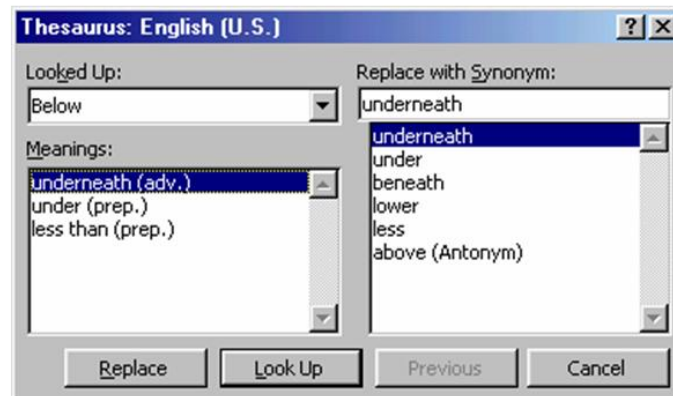 Thesaurus: English (U.S.)
Looked Up:
Below
Meanings:
underneath (adv.)
under (prep.)
less than (prep.)
Replace with Synonym:
underneath
underneath
under
beneath
lower
less
above (Antonym)
Replace
Look Up
Previous
Cancel